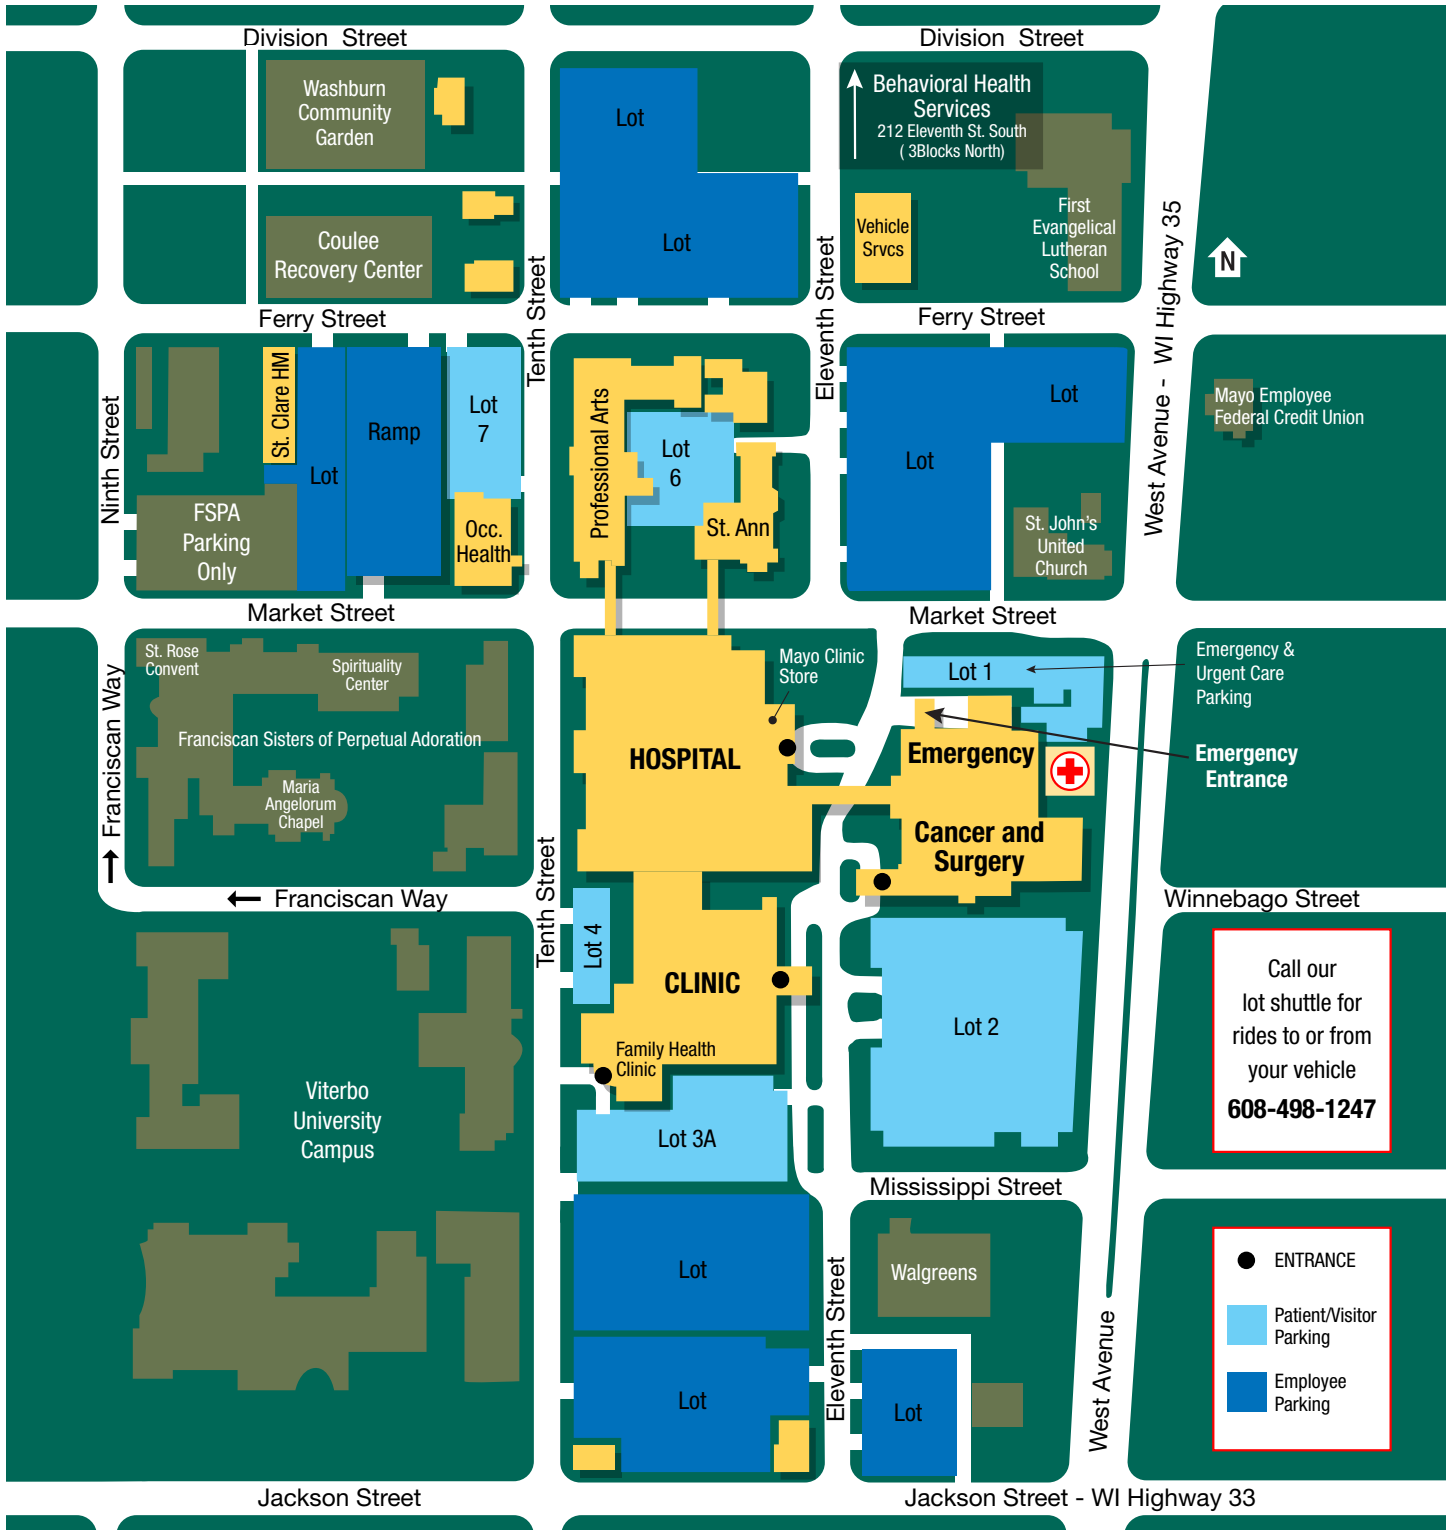 Division Street
Division Street
Washburn
Community
Garden
Lot
Behavioral Health
Services
212 Eleventh St. South
( 3Blocks North)
Coulee
Recovery Center
Lot
Vehicle
Srvcs
First
Evangelical
Lutheran
School
N
Tenth Street
Eleventh Street
West Avenue - WI Highway 35
Ferry Street
Ferry Street
Ninth Street
St. Clare HM
Lot
Ramp
Lot
7
Professional Arts
Lot
6
Lot
Lot
Mayo Employee
Federal Credit Union
FSPA
Parking
Only
Occ.
Health
St. Ann
St. John's
United
Church
Market Street
Market Street
St. Rose
Convent
Spirituality
Center
Mayo Clinic
Store
Lot 1
Emergency &
Urgent Care
Parking
Franciscan Way
Franciscan Sisters of Perpetual Adoration
HOSPITAL
Emergency
Emergency
Entrance
Maria
Angelorum
Chapel
Cancer and
Surgery
Franciscan Way
Tenth Street
Winnebago Street
Lot 4
CLINIC
Lot 2
Call our
lot shuttle for
rides to or from
your vehicle
608-498-1247
Family Health
Clinic
Viterbo
University
Campus
Lot 3A
Mississippi Street
Lot
Eleventh Street
Walgreens
ENTRANCE
Patient/Visitor
Parking
Employee
Parking
West Avenue
Lot
Lot
Jackson Street
Jackson Street - WI Highway 33